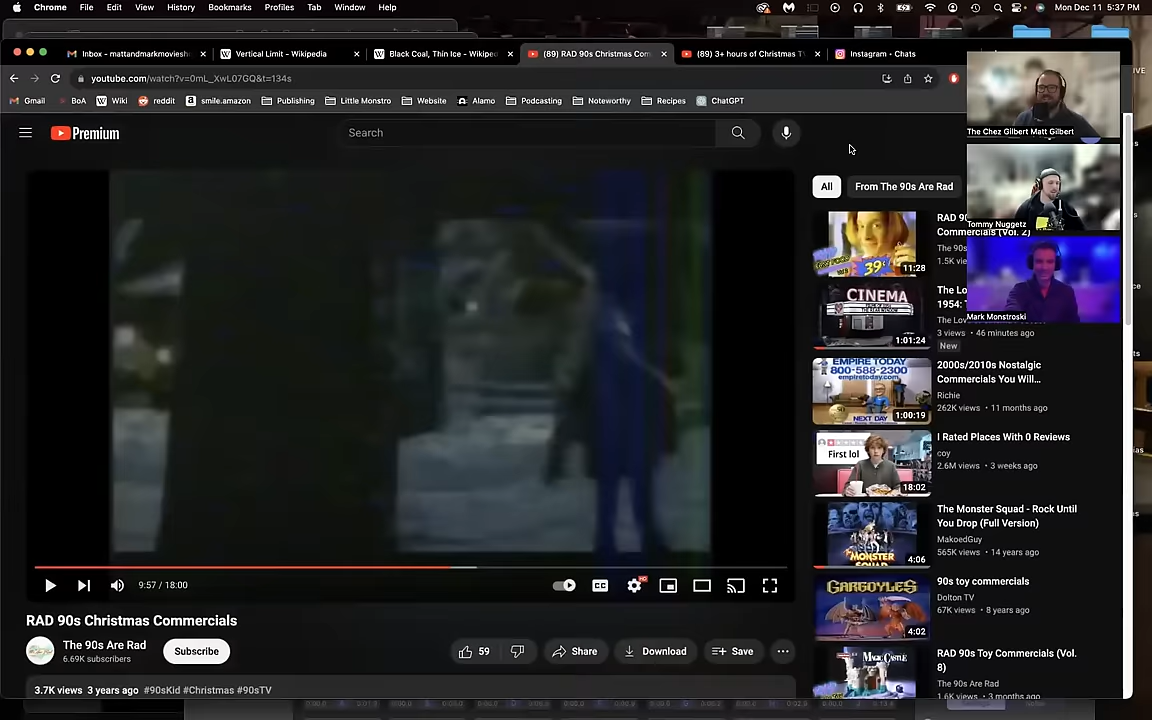 Chrome File Edit View History Bookmarks Profiles Tab Window Help Mon Dec 11 5:37 PM
Inbox - mattandmarkmoviesh
Vertical Limit - Wikipedia
Black Coal, Thin Ice - Wikiped
(89) RAD 90s Christmas Com
(89) 3+ hours of Christmas T
Instagram • Chats
youtube.com/watch?v=0mL_XwL07GQ&t=134s
Gmail BoA Wiki reddit smile.amazon Publishing Little Monstro Website Alamo Podcasting Noteworthy Recipes ChatGPT
Premium
Search
The Chez Gilbert Matt Gilbert
Tommy Nuggetz
Mark Monstroski
All
From The 90s Are Rad
RAD 90
Commercials (Vol. 2)
The 90s
1.5K vie
39¢
11:28
CINEMA
The Lo
1954:
The Lov
3 views • 46 minutes ago
New
1:01:24
EMPIRE TODAY
800-588-2300
empiretoday.com
NEXT DAY
1:00:19
2000s/2010s Nostalgic
Commercials You Will...
Richie
262K views • 11 months ago
First lol
18:02
I Rated Places With 0 Reviews
coy
2.6M views • 3 weeks ago
MONSTER
SQUAD
4:06
The Monster Squad - Rock Until
You Drop (Full Version)
MakoedGuy
565K views • 14 years ago
GARGOYLES
4:02
90s toy commercials
Dolton TV
67K views • 8 years ago
MAGIC CASTLE
RAD 90s Toy Commercials (Vol.
8)
The 90s Are Rad
1.6K views • 3 months ago
9:57 / 18:00
CC
HD
RAD 90s Christmas Commercials
The 90s Are Rad
6.69K subscribers
Subscribe
59
Share
Download
Save
3.7K views 3 years ago #90sKid #Christmas #90sTV